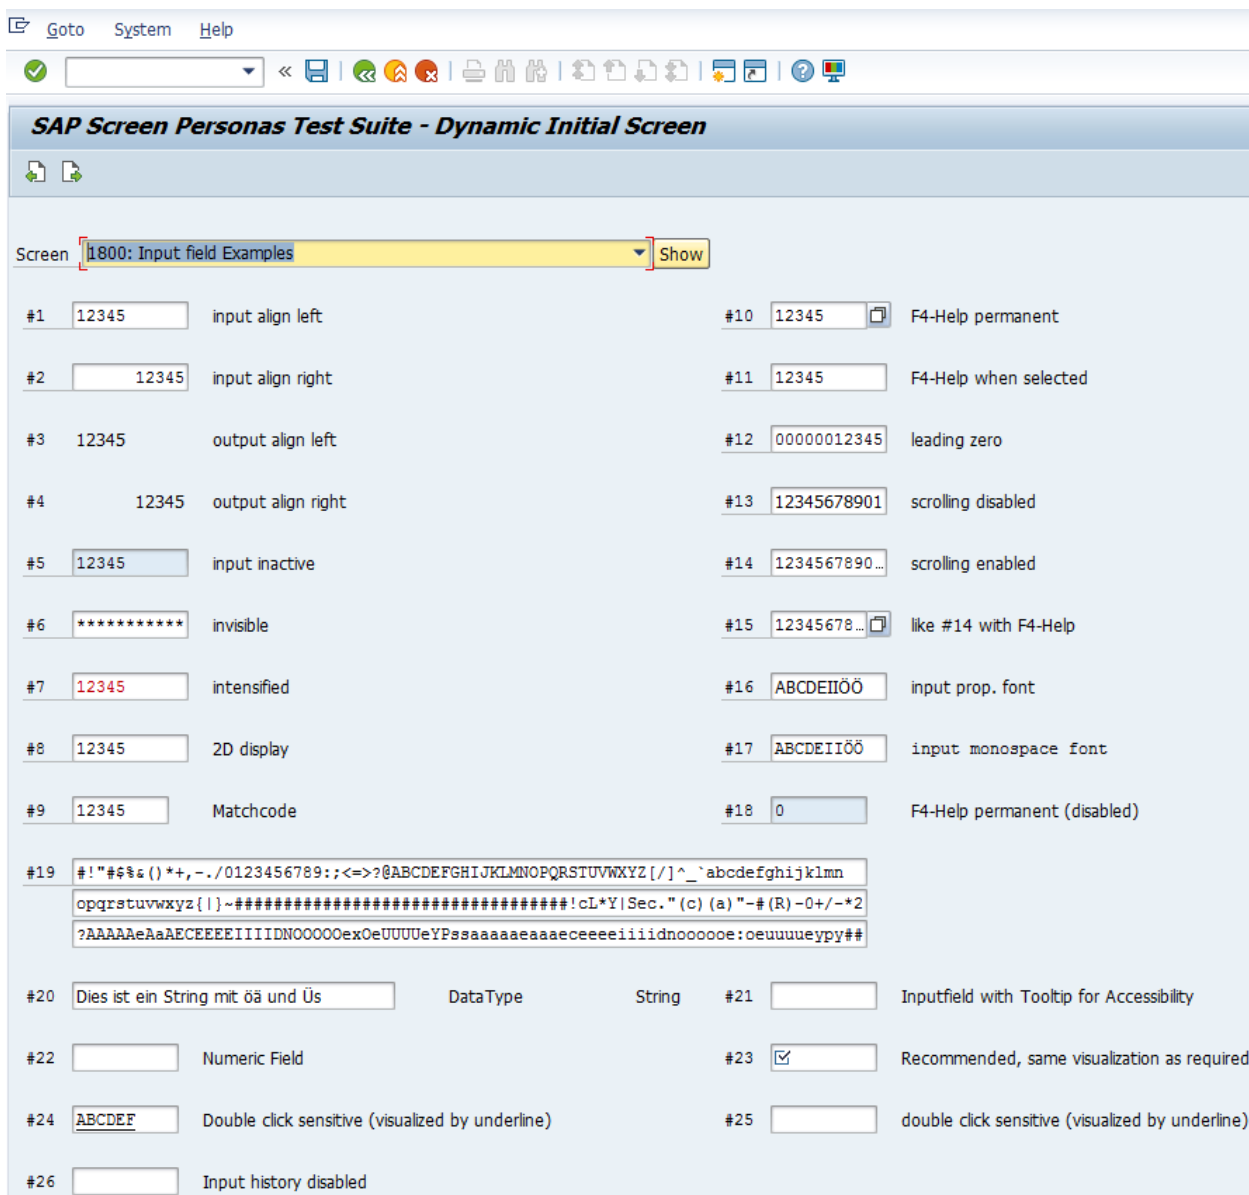 Goto System Help
SAP Screen Personas Test Suite - Dynamic Initial Screen
Screen 1800: Input field Examples Show
#1 12345 input align left #10 12345 F4-Help permanent
#2 12345 input align right #11 12345 F4-Help when selected
#3 12345 output align left #12 00000012345 leading zero
#4 12345 output align right #13 12345678901 scrolling disabled
#5 12345 input inactive #14 1234567890… scrolling enabled
#6 *********** invisible #15 12345678… like #14 with F4-Help
#7 12345 intensified #16 ABCDEIIÖÖ input prop. font
#8 12345 2D display #17 ABCDEIIÖÖ input monospace font
#9 12345 Matchcode #18 0 F4-Help permanent (disabled)
#19 #!"#$%&()*+,-./0123456789:;<=>?@ABCDEFGHIJKLMNOPQRSTUVWXYZ[/]^_`abcdefghijklmn
opqrstuvwxyz{|}~##################################!cL*Y|Sec."(c)(a)"-#(R)-0+/-*2
?AAAAAeAaAECEEEEIIIIDNOOOOOexOeUUUUeYPssaaaaaeaaaeceeeeiiiidnoooooe:oeuuuueypy##
#20 Dies ist ein String mit öä und Üs DataType String #21 Inputfield with Tooltip for Accessibility
#22 Numeric Field #23 Recommended, same visualization as required
#24 ABCDEF Double click sensitive (visualized by underline) #25 double click sensitive (visualized by underline)
#26 Input history disabled